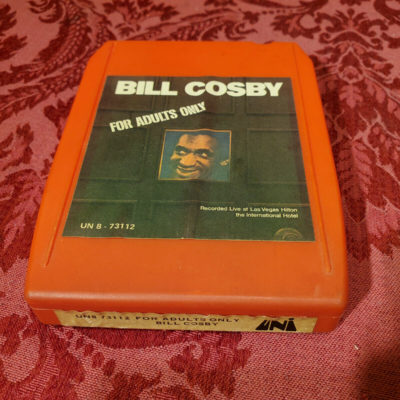 BILL COSBY
FOR ADULTS ONLY
Recorded Live at Las Vegas Hilton
the International Hotel
UN 8 - 73112
UN8 73112 FOR ADULTS ONLY
BILL COSBY
UNI